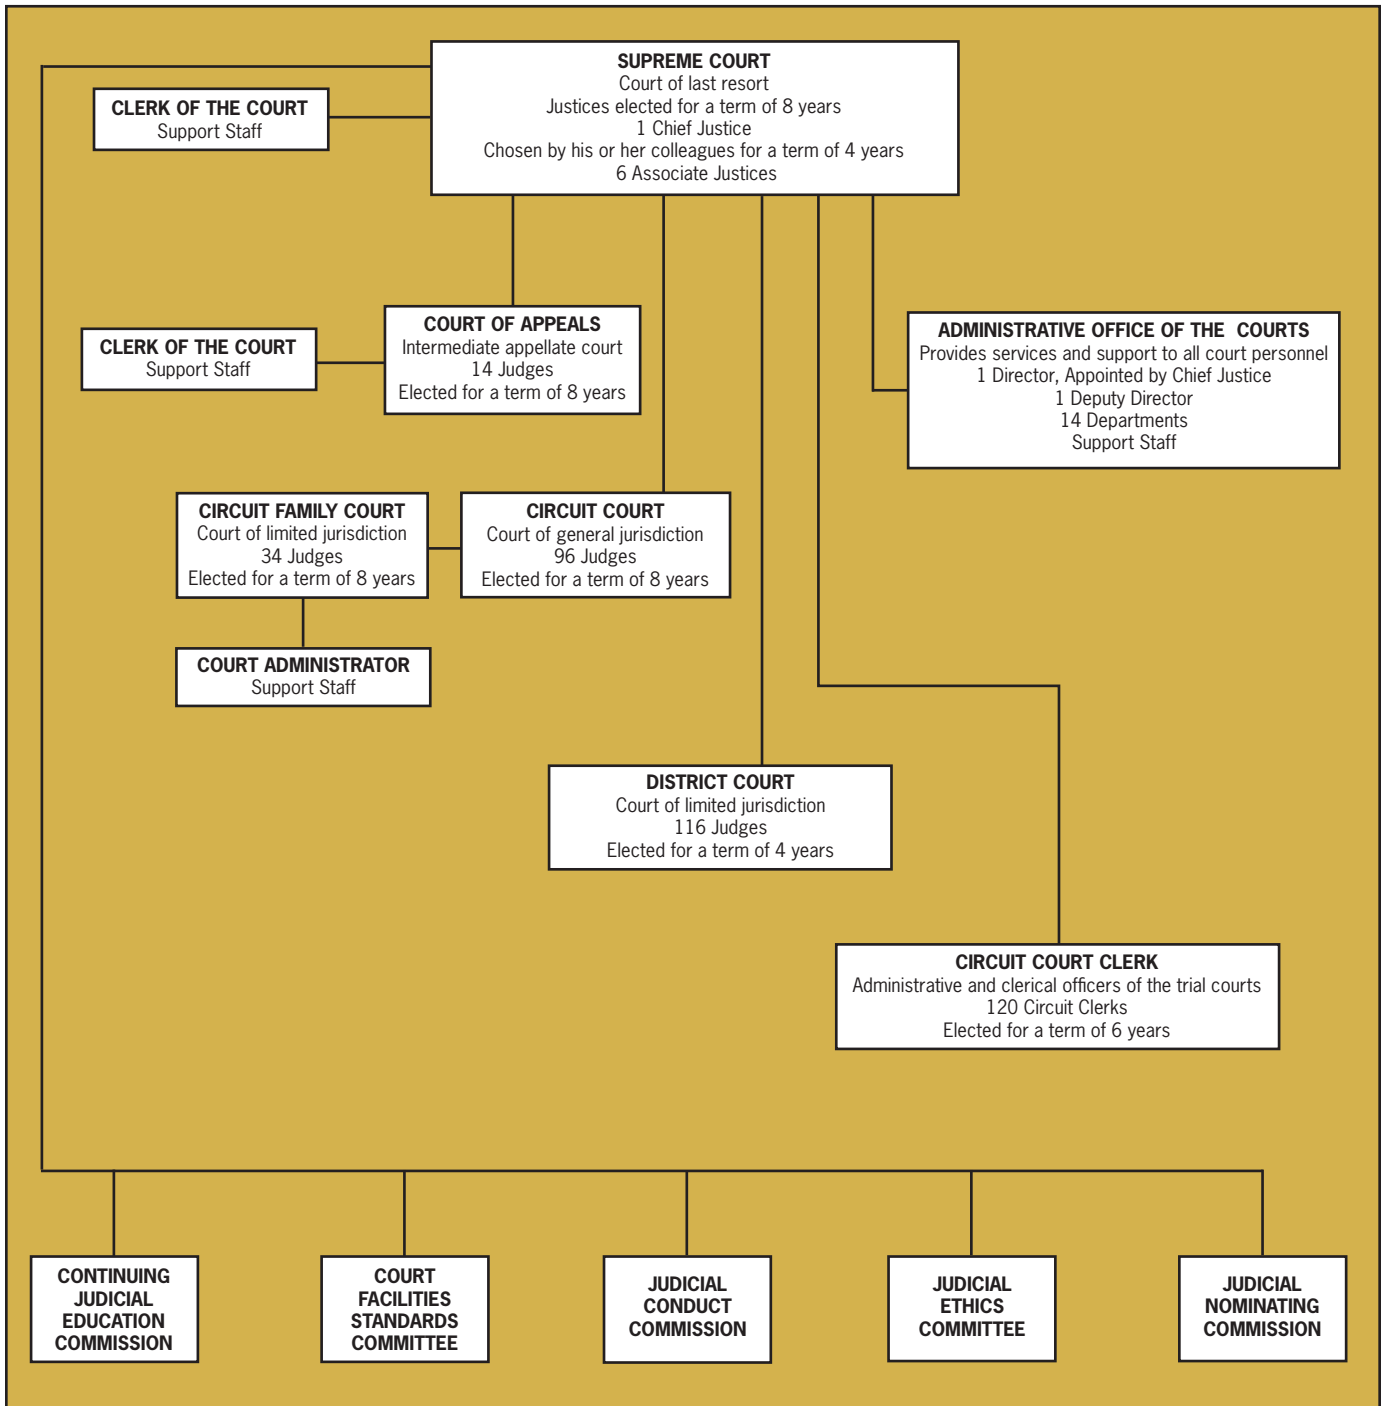 SUPREME COURT
Court of last resort
Justices elected for a term of 8 years
1 Chief Justice
Chosen by his or her colleagues for a term of 4 years
6 Associate Justices
CLERK OF THE COURT
Support Staff
COURT OF APPEALS
Intermediate appellate court
14 Judges
Elected for a term of 8 years
CLERK OF THE COURT
Support Staff
ADMINISTRATIVE OFFICE OF THE COURTS
Provides services and support to all court personnel
1 Director, Appointed by Chief Justice
1 Deputy Director
14 Departments
Support Staff
CIRCUIT FAMILY COURT
Court of limited jurisdiction
34 Judges
Elected for a term of 8 years
CIRCUIT COURT
Court of general jurisdiction
96 Judges
Elected for a term of 8 years
COURT ADMINISTRATOR
Support Staff
DISTRICT COURT
Court of limited jurisdiction
116 Judges
Elected for a term of 4 years
CIRCUIT COURT CLERK
Administrative and clerical officers of the trial courts
120 Circuit Clerks
Elected for a term of 6 years
CONTINUING
JUDICIAL
EDUCATION
COMMISSION
COURT
FACILITIES
STANDARDS
COMMITTEE
JUDICIAL
CONDUCT
COMMISSION
JUDICIAL
ETHICS
COMMITTEE
JUDICIAL
NOMINATING
COMMISSION